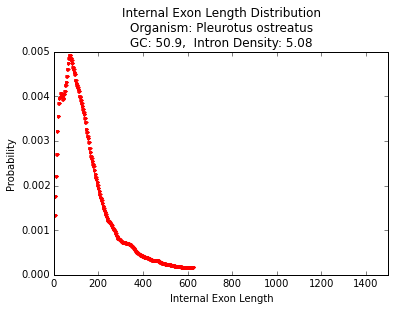 Internal Exon Length Distribution
Organism: Pleurotus ostreatus
GC: 50.9,  Intron Density: 5.08
0.005
0.004
0.003
0.002
0.001
0.000
Probability
0 200 400 600 800 1000 1200 1400
Internal Exon Length